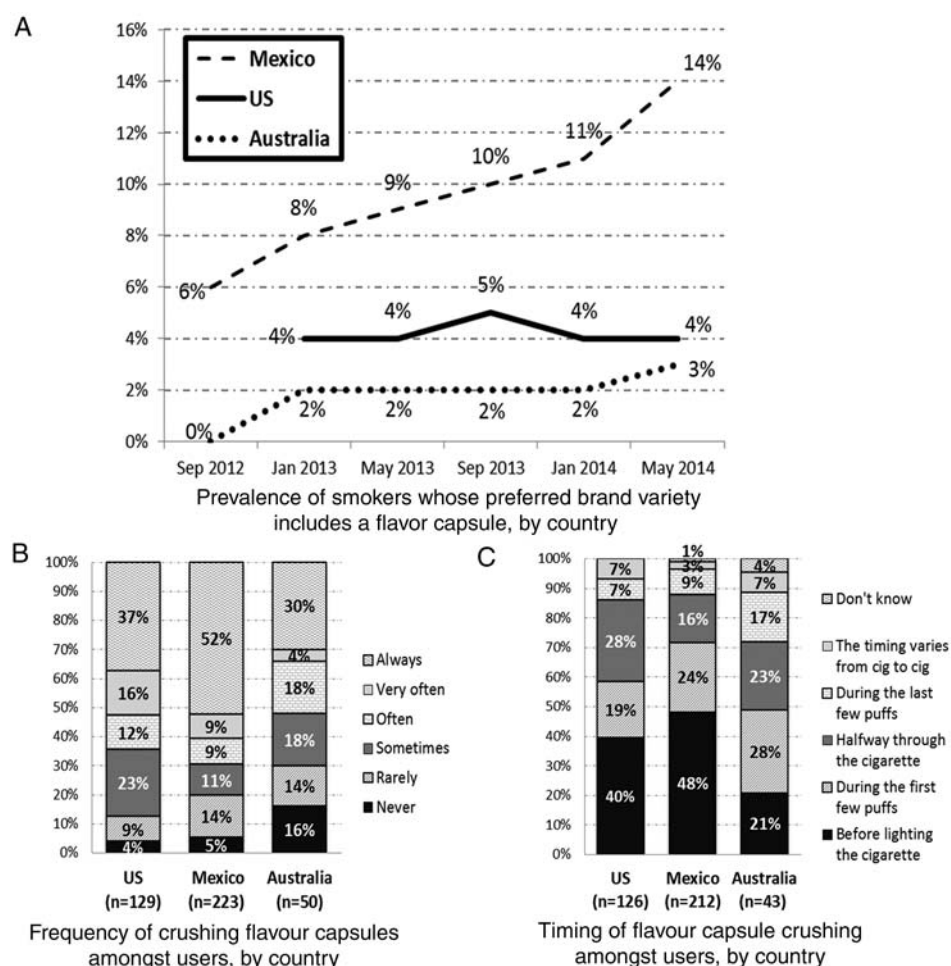 A
16%
14%
12%
10%
8%
6%
4%
2%
0%
Mexico
US
Australia
6%
8%
9%
10%
11%
14%
4%
4%
5%
4%
4%
0%
2%
2%
2%
2%
3%
Sep 2012 Jan 2013 May 2013 Sep 2013 Jan 2014 May 2014
Prevalence of smokers whose preferred brand variety
includes a flavor capsule, by country
B
100%
90%
80%
70%
60%
50%
40%
30%
20%
10%
0%
37%
16%
12%
23%
9%
4%
52%
9%
9%
11%
14%
5%
30%
4%
18%
18%
14%
16%
Always
Very often
Often
Sometimes
Rarely
Never
US Mexico Australia
(n=129) (n=223) (n=50)
Frequency of crushing flavour capsules
amongst users, by country
C
100%
90%
80%
70%
60%
50%
40%
30%
20%
10%
0%
7%
7%
28%
19%
40%
1%
3%
9%
16%
24%
48%
4%
7%
17%
23%
28%
21%
Don't know
The timing varies
from cig to cig
During the last
few puffs
Halfway through
the cigarette
During the first
few puffs
Before lighting
the cigarette
US Mexico Australia
(n=126) (n=212) (n=43)
Timing of flavour capsule crushing
amongst users, by country